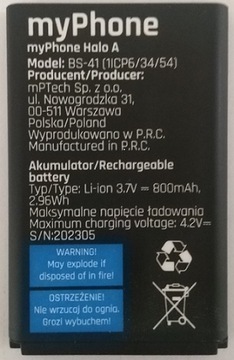 myPhone
myPhone Halo A
Model: BS-41 (1ICP6/34/54)
Producent/Producer:
mPTech Sp. z o.o.
ul. Nowogrodzka 31,
00-511 Warszawa
Polska/Poland
Wyprodukowano w P.R.C.
Manufactured in P.R.C.
Akumulator/Rechargeable
battery
Typ/Type: Li-ion 3.7V ⎓ 800mAh,
2.96Wh
Maksymalne napięcie ładowania
Maximum charging voltage: 4.2V⎓
S/N:202305
WARNING!
May explode if
disposed of in fire!
OSTRZEŻENIE!
Nie wrzucaj do ognia.
Grozi wybuchem!